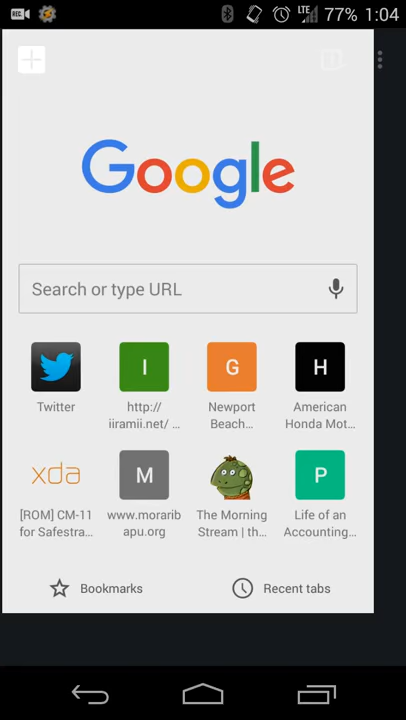 REC
LTE
77% 1:04
Google
Search or type URL
I
G
H
Twitter
http://
iiramii.net/ ...
Newport
Beach...
American
Honda Mot...
xda
M
P
[ROM] CM-11
for Safestra...
www.morarib
apu.org
The Morning
Stream | th...
Life of an
Accounting...
Bookmarks
Recent tabs